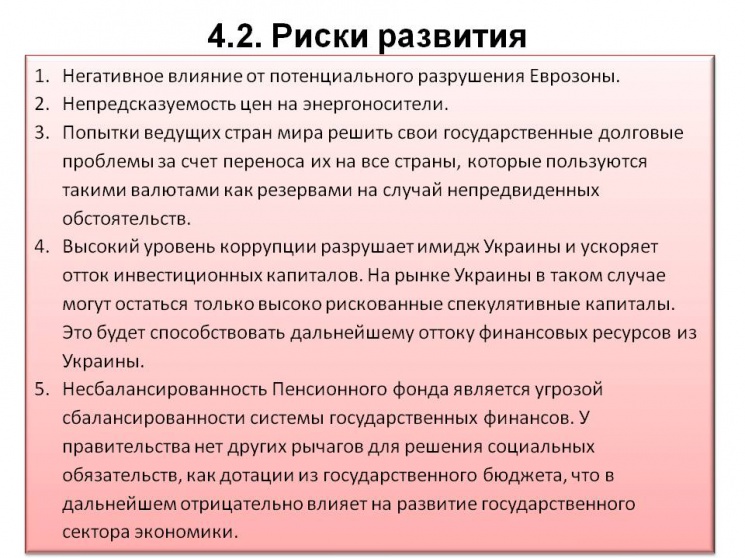 4.2. Риски развития
1. Негативное влияние от потенциального разрушения Еврозоны.
2. Непредсказуемость цен на энергоносители.
3. Попытки ведущих стран мира решить свои государственные долговые
проблемы за счет переноса их на все страны, которые пользуются
такими валютами как резервами на случай непредвиденных
обстоятельств.
4. Высокий уровень коррупции разрушает имидж Украины и ускоряет
отток инвестиционных капиталов. На рынке Украины в таком случае
могут остаться только высоко рискованные спекулятивные капиталы.
Это будет способствовать дальнейшему оттоку финансовых ресурсов из
Украины.
5. Несбалансированность Пенсионного фонда является угрозой
сбалансированности системы государственных финансов. У
правительства нет других рычагов для решения социальных
обязательств, как дотации из государственного бюджета, что в
дальнейшем отрицательно влияет на развитие государственного
сектора экономики.